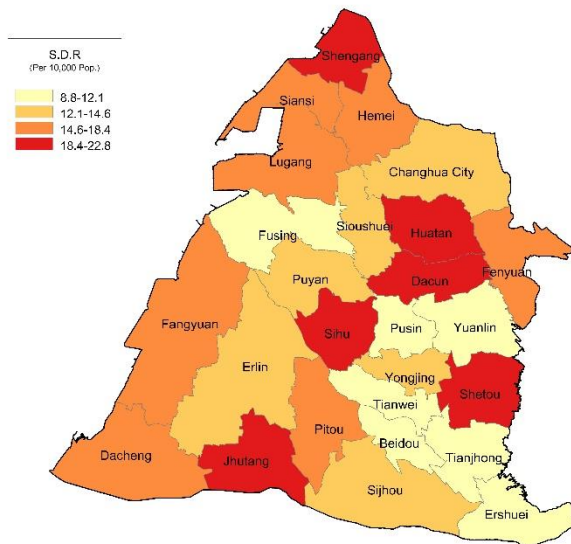 S.D.R
(Per 10,000 Pop.)
8.8-12.1
12.1-14.6
14.6-18.4
18.4-22.8
Shengang
Siansi
Hemei
Lugang
Changhua City
Fusing
Sioushuei
Huatan
Fenyuan
Puyan
Dacun
Fangyuan
Sihu
Pusin
Yuanlin
Erlin
Yongjing
Shetou
Tianwei
Pitou
Beidou
Dacheng
Jhutang
Tianjhong
Sijhou
Ershuei